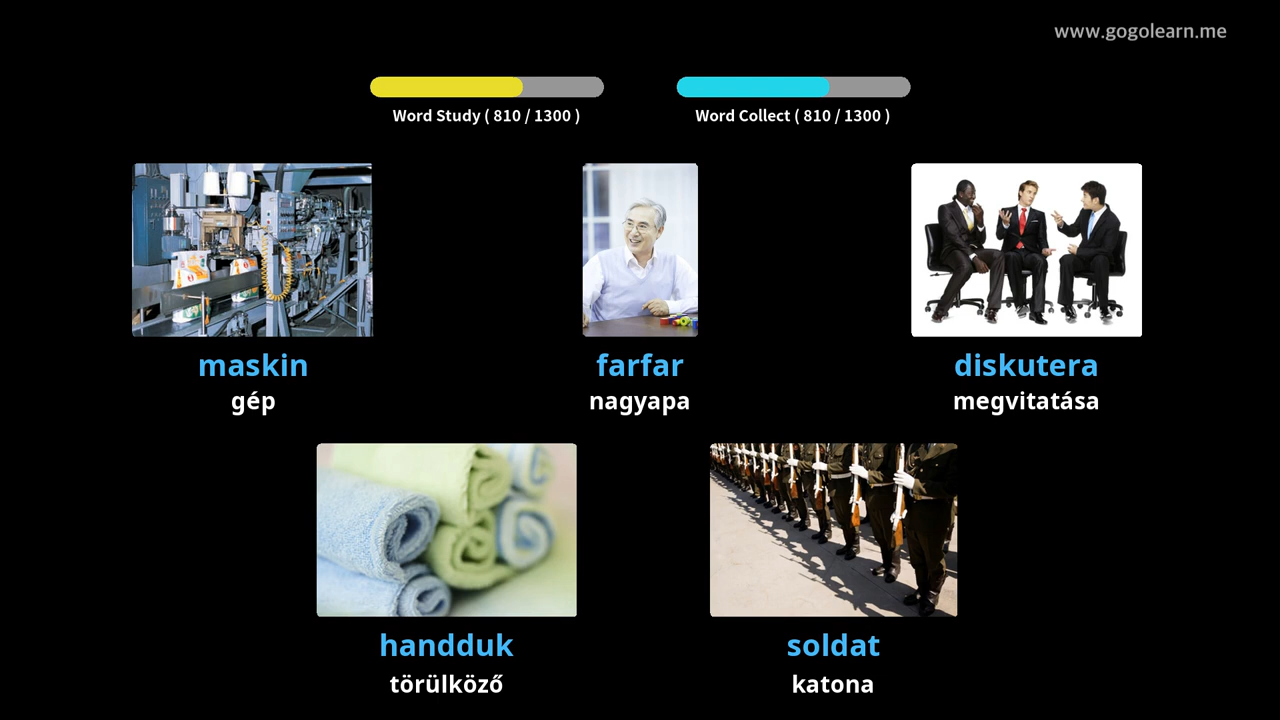 www.gogolearn.me
Word Study ( 810 / 1300 )
Word Collect ( 810 / 1300 )
maskin
gép
farfar
nagyapa
diskutera
megvitatása
handduk
törülköző
soldat
katona